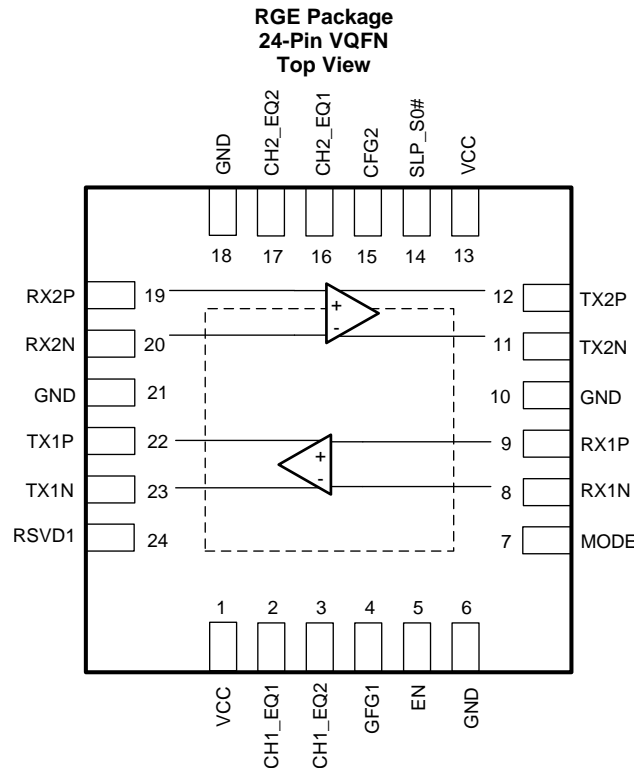 RGE Package
24-Pin VQFN
Top View
GND
CH2_EQ2
CH2_EQ1
CFG2
SLP_S0#
VCC
18
17
16
15
14
13
RX2P
19
+
12
TX2P
RX2N
20
-
11
TX2N
GND
21
10
GND
TX1P
22
+
9
RX1P
TX1N
23
-
8
RX1N
RSVD1
24
7
MODE
1
2
3
4
5
6
VCC
CH1_EQ1
CH1_EQ2
GFG1
EN
GND